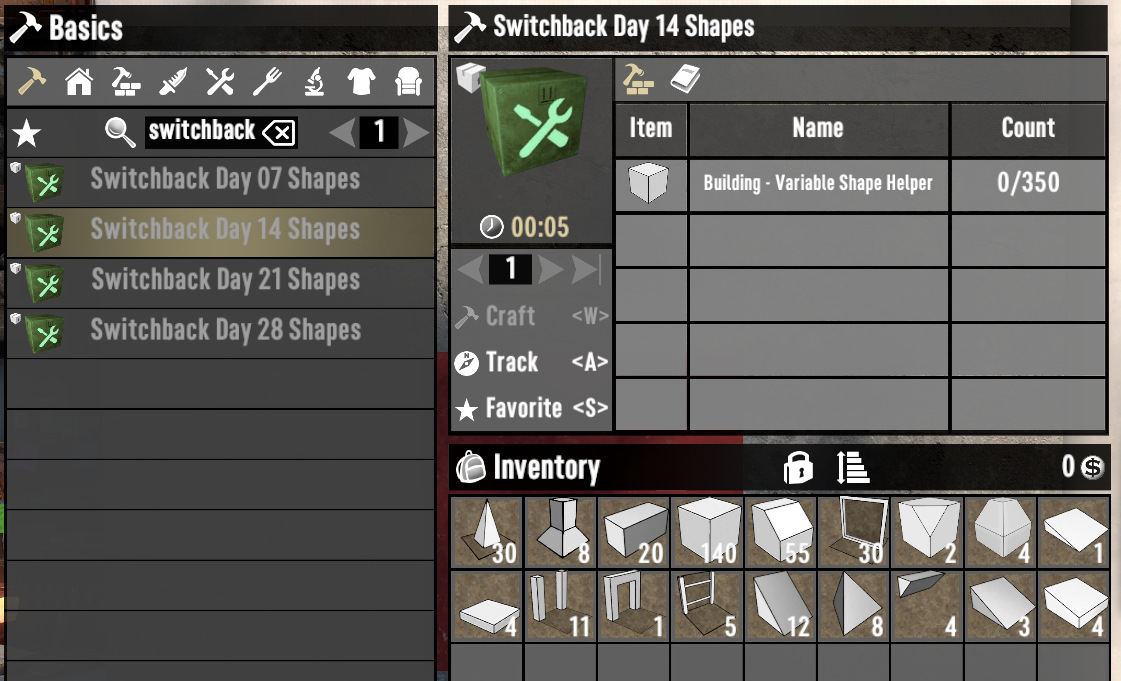 Basics
switchback
1
Switchback Day 07 Shapes
Switchback Day 14 Shapes
Switchback Day 21 Shapes
Switchback Day 28 Shapes
Switchback Day 14 Shapes
00:05
1
Craft <W>
Track <A>
Favorite <S>
Item Name Count
Building - Variable Shape Helper 0/350
Inventory 0
30 8 20 140 55 30 2 4 1
4 11 1 5 12 8 4 3 4